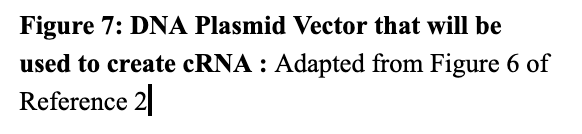 Figure 7: DNA Plasmid Vector that will be
used to create cRNA : Adapted from Figure 6 of
Reference 2